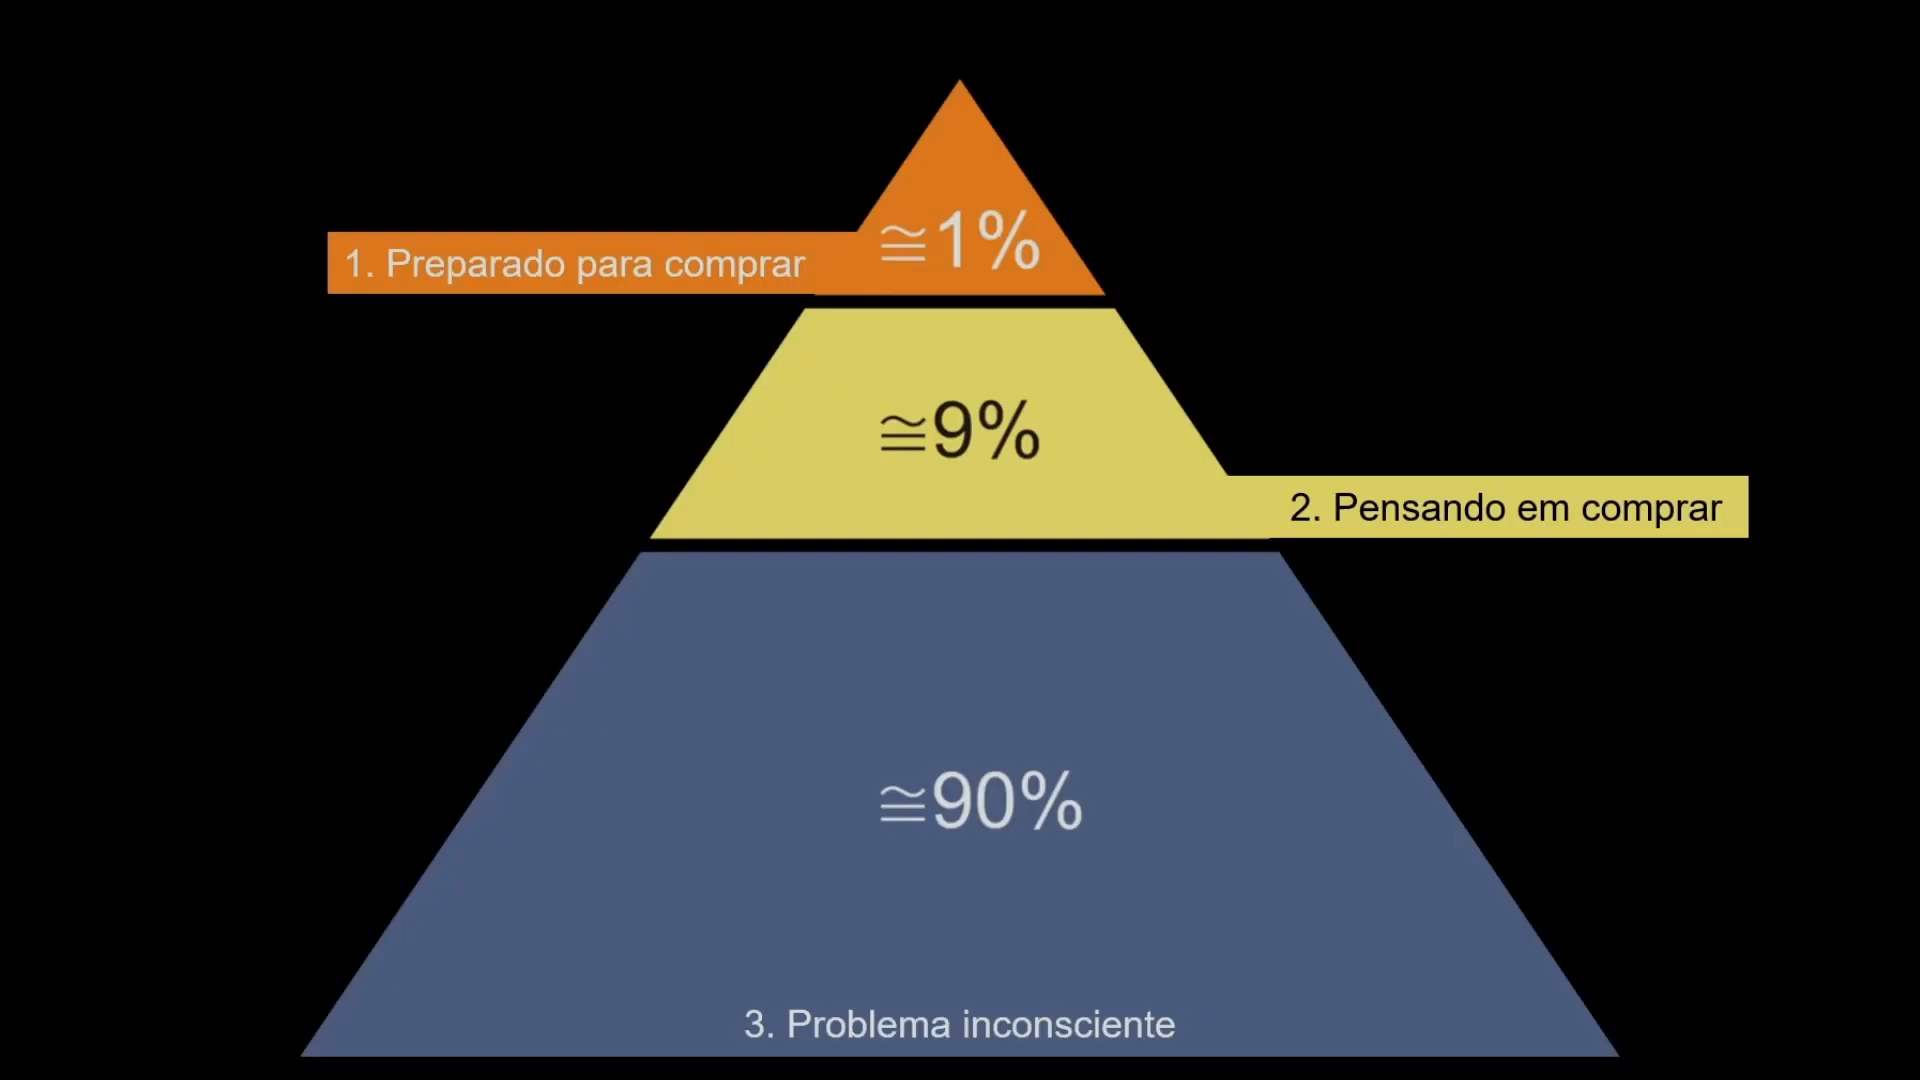 ≅1%
1. Preparado para comprar
≅9%
2. Pensando em comprar
≅90%
3. Problema inconsciente